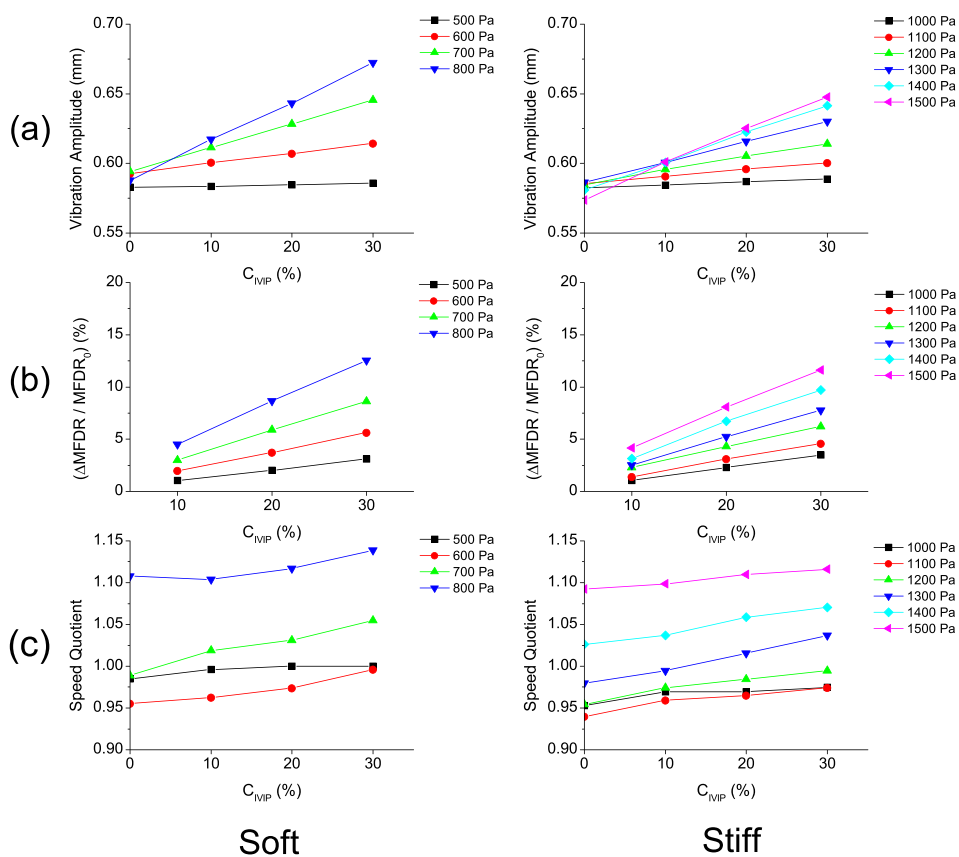 (a)
Vibration Amplitude (mm)
0.70
0.65
0.60
0.55
0 10 20 30
C_IVIP (%)
500 Pa
600 Pa
700 Pa
800 Pa
Vibration Amplitude (mm)
0.70
0.65
0.60
0.55
0 10 20 30
C_IVIP (%)
1000 Pa
1100 Pa
1200 Pa
1300 Pa
1400 Pa
1500 Pa
(b)
(ΔMFDR / MFDR₀) (%)
20
15
10
5
0
10 20 30
C_IVIP (%)
500 Pa
600 Pa
700 Pa
800 Pa
(ΔMFDR / MFDR₀) (%)
20
15
10
5
0
10 20 30
C_IVIP (%)
1000 Pa
1100 Pa
1200 Pa
1300 Pa
1400 Pa
1500 Pa
(c)
Speed Quotient
1.15
1.10
1.05
1.00
0.95
0.90
0 10 20 30
C_IVIP (%)
500 Pa
600 Pa
700 Pa
800 Pa
Speed Quotient
1.15
1.10
1.05
1.00
0.95
0.90
0 10 20 30
C_IVIP (%)
1000 Pa
1100 Pa
1200 Pa
1300 Pa
1400 Pa
1500 Pa
Soft
Stiff